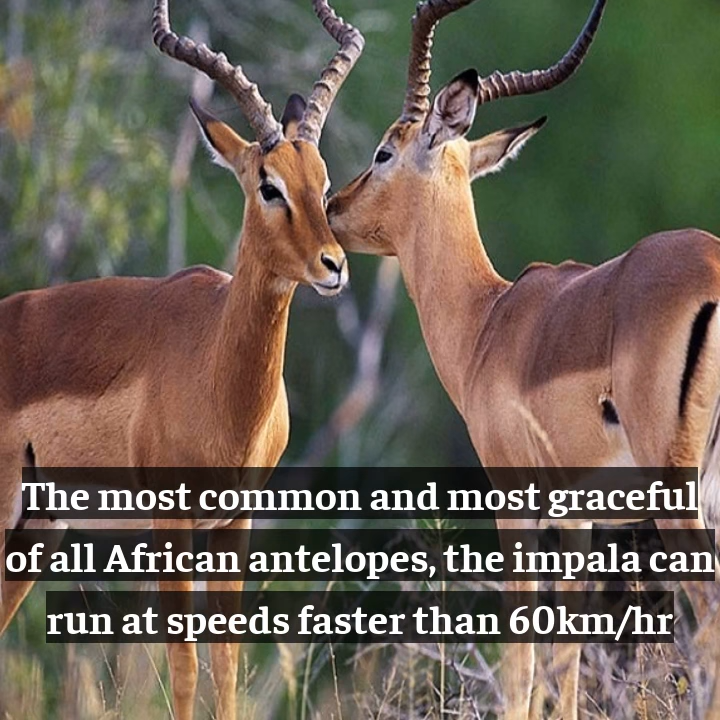 The most common and most graceful
of all African antelopes, the impala can
run at speeds faster than 60km/hr